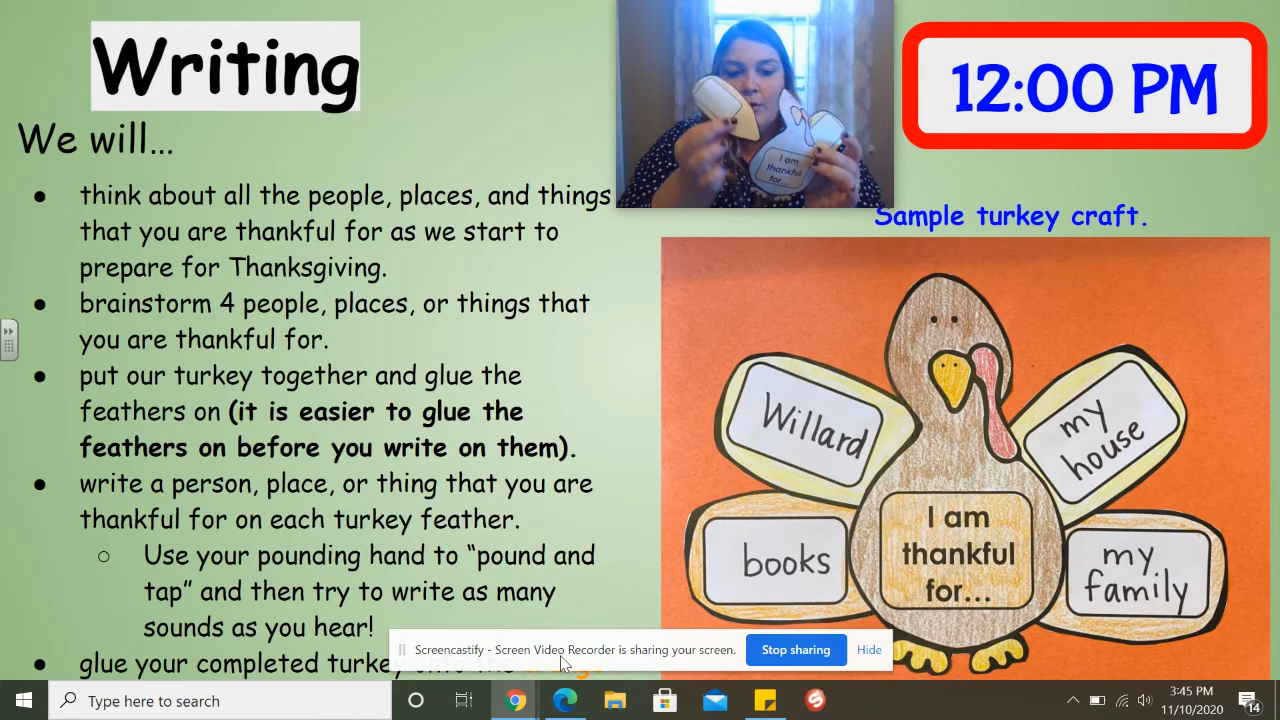 Writing
12:00 PM
We will...
● think about all the people, places, and things
that you are thankful for as we start to
prepare for Thanksgiving.
● brainstorm 4 people, places, or things that
you are thankful for.
● put our turkey together and glue the
feathers on (it is easier to glue the
feathers on before you write on them).
● write a person, place, or thing that you are
thankful for on each turkey feather.
○ Use your pounding hand to “pound and
tap” and then try to write as many
sounds as you hear!
● glue your completed turkey onto the
I am
thankful
for...
Sample turkey craft.
Willard
my
house
books
I am
thankful
for...
my
family
Screencastify - Screen Video Recorder is sharing your screen.
Stop sharing
Hide
Type here to search
3:45 PM
11/10/2020
14